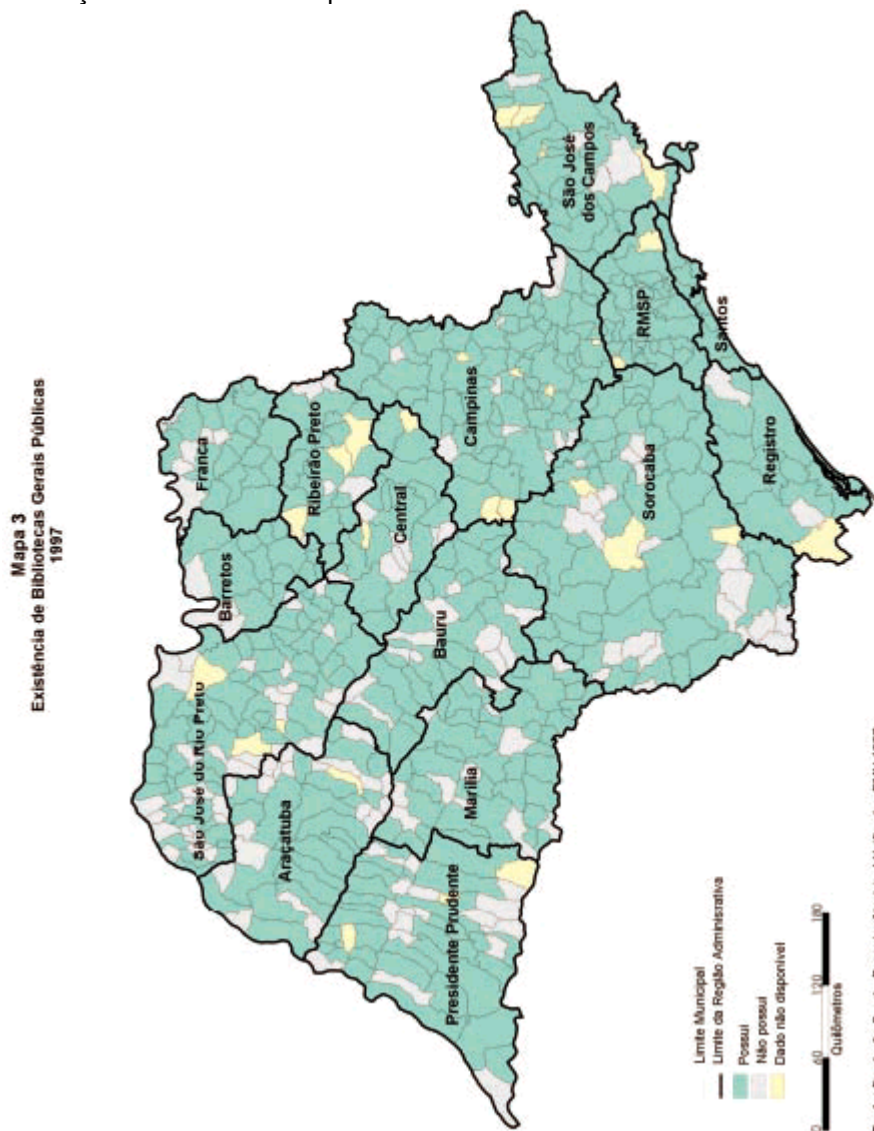 Mapa 3
Existência de Bibliotecas Gerais Públicas
1997
São José do Rio Preto
Barretos
Franca
Ribeirão Preto
Araçatuba
Central
Bauru
Campinas
Presidente Prudente
Marília
Sorocaba
São José
dos Campos
RMSP
Santos
Registro
Limite Municipal
Limite da Região Administrativa
Possui
Não possui
Dado não disponível
0 60 120 180
Quilômetros